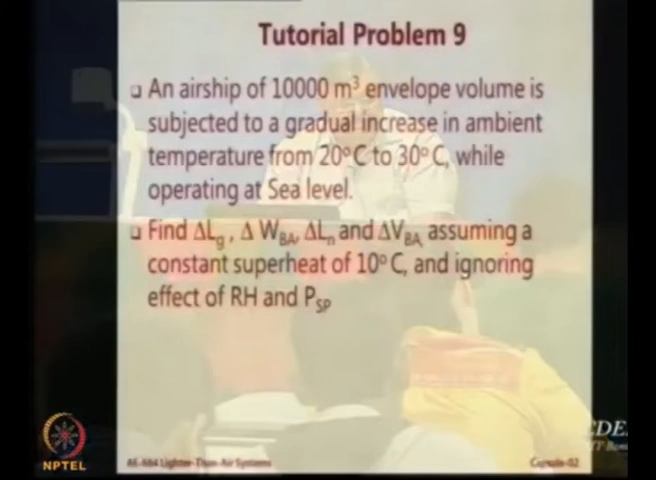 Tutorial Problem 9
❑ An airship of 10000 m³ envelope volume is
subjected to a gradual increase in ambient
temperature from 20°C to 30°C, while
operating at Sea level.
❑ Find ΔLg, Δ WBA, ΔLn and ΔVBA, assuming a
constant superheat of 10°C, and ignoring
effect of RH and PSP
NPTEL
AE-664 Lighter-Than-Air Systems
Capsule-02